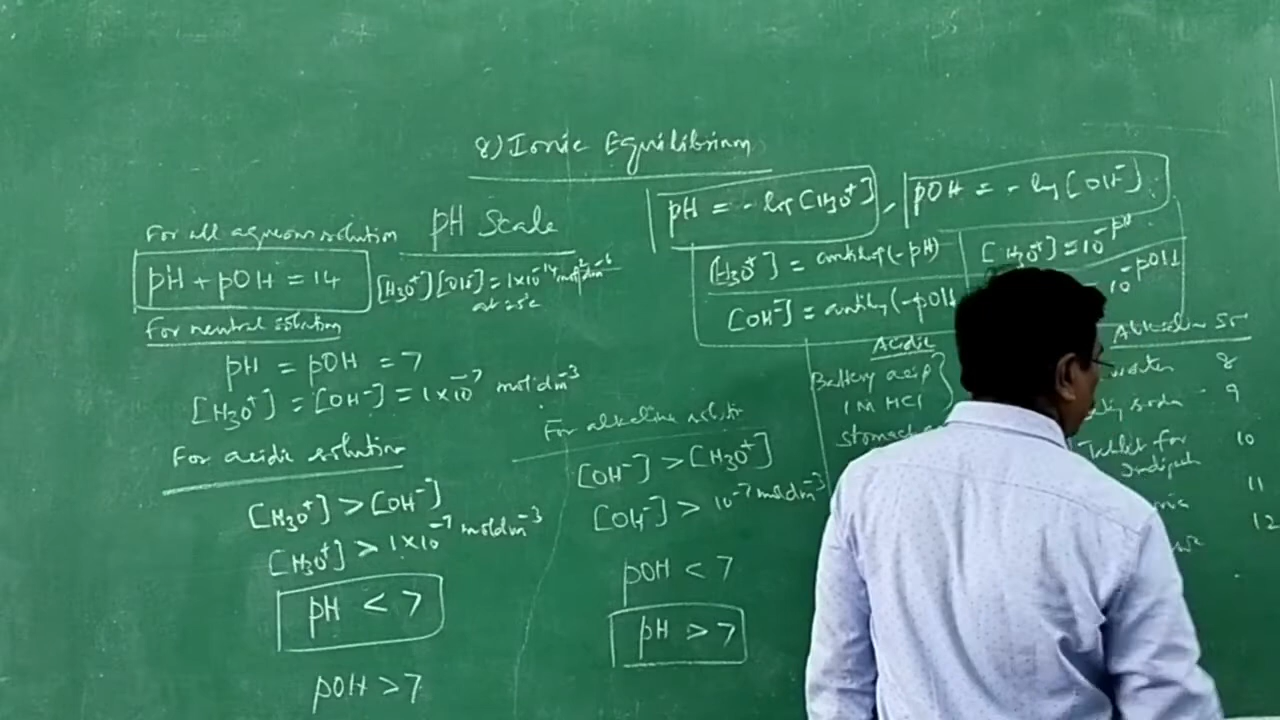 8) Ionic Equilibrium
pH Scale
pH = - log [H₃O⁺] , pOH = - log [OH⁻]
[H₃O⁺] = antilog (-pH)
[H₃O⁺] = 10^-pH
[OH⁻] = antilog (-pOH
10^-pOH
For all aqueous solution
pH + pOH = 14
[H₃O⁺][OH⁻] = 1×10⁻¹⁴ mol² dm⁻⁶
at 25°c
For neutral solution
pH = pOH = 7
[H₃O⁺] = [OH⁻] = 1×10⁻⁷ mol dm⁻³
For acidic solution
[H₃O⁺] > [OH⁻]
[H₃O⁺] > 1×10⁻⁷ mol dm⁻³
pH < 7
pOH > 7
For alkaline
[OH⁻] > [H₃O⁺]
[OH⁻] > 10⁻⁷ mol dm⁻³
pOH < 7
pH > 7
Acidic
Battery acid
1 M HCl
stomach
Alkaline
water 8
soda - 9
Tablet for 10
11
12